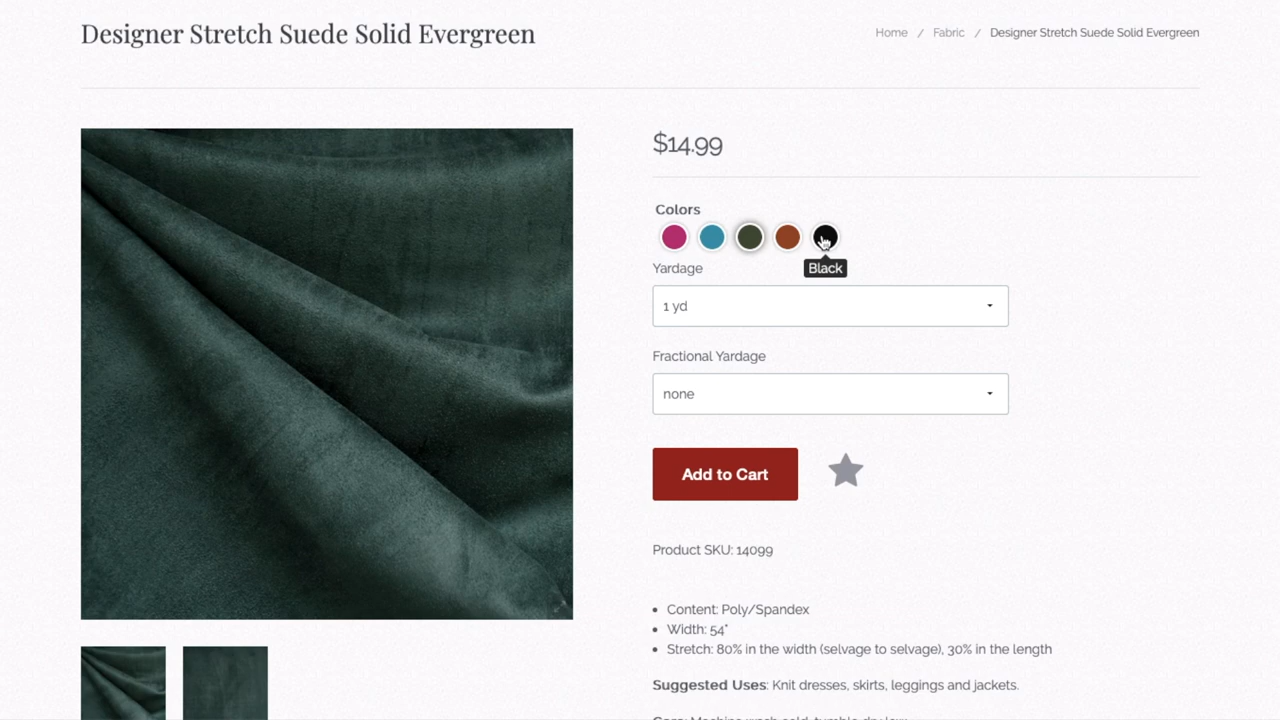 Designer Stretch Suede Solid Evergreen
Home / Fabric / Designer Stretch Suede Solid Evergreen
$14.99
Colors
Black
Yardage
1 yd
Fractional Yardage
none
Add to Cart
Product SKU: 14099
• Content: Poly/Spandex
• Width: 54"
• Stretch: 80% in the width (selvage to selvage), 30% in the length
Suggested Uses: Knit dresses, skirts, leggings and jackets.